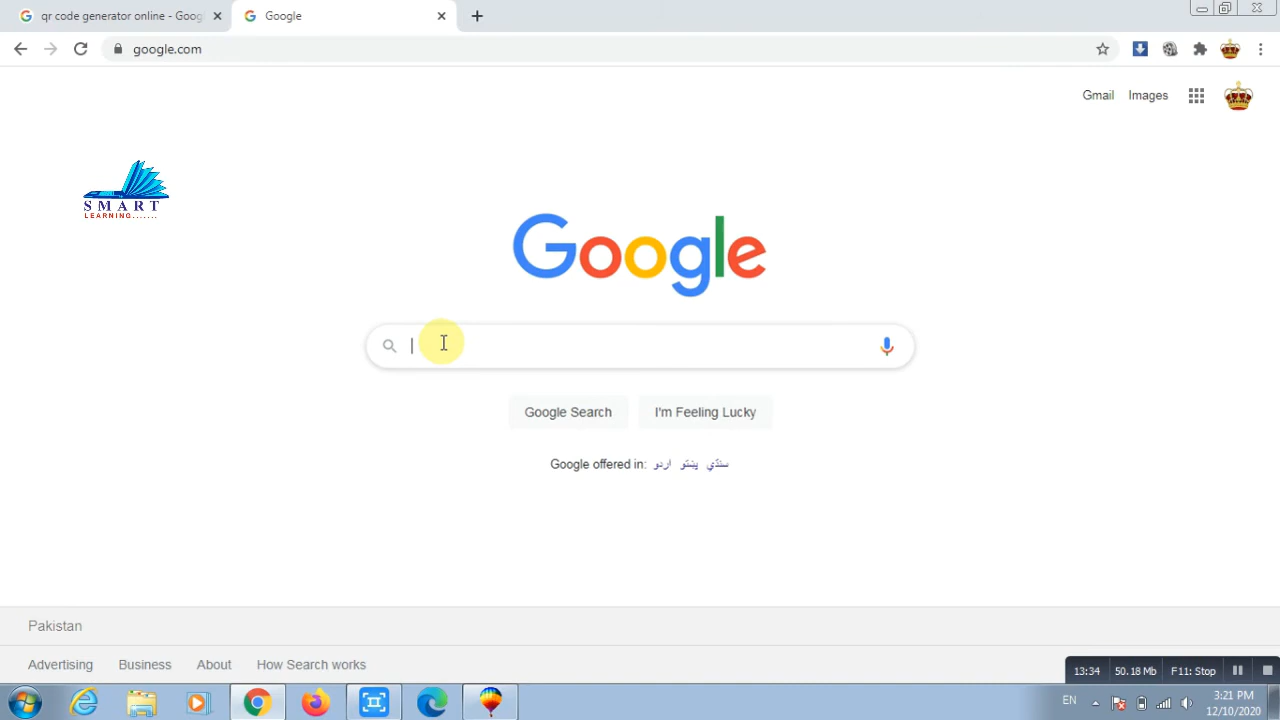 qr code generator online - Goog
Google
google.com
Gmail Images
SMART
LEARNING.......
Google
Google Search I'm Feeling Lucky
Google offered in: اردو پښتو سنڌي
Pakistan
Advertising Business About How Search works
13:34 50.18 Mb F11: Stop
EN 3:21 PM
12/10/2020